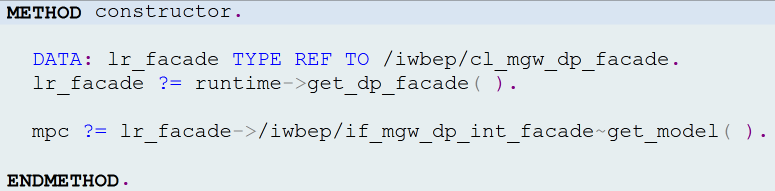 METHOD constructor.
DATA: lr_facade TYPE REF TO /iwbep/cl_mgw_dp_facade.
lr_facade ?= runtime->get_dp_facade( ).
mpc ?= lr_facade->/iwbep/if_mgw_dp_int_facade~get_model( ).
ENDMETHOD.